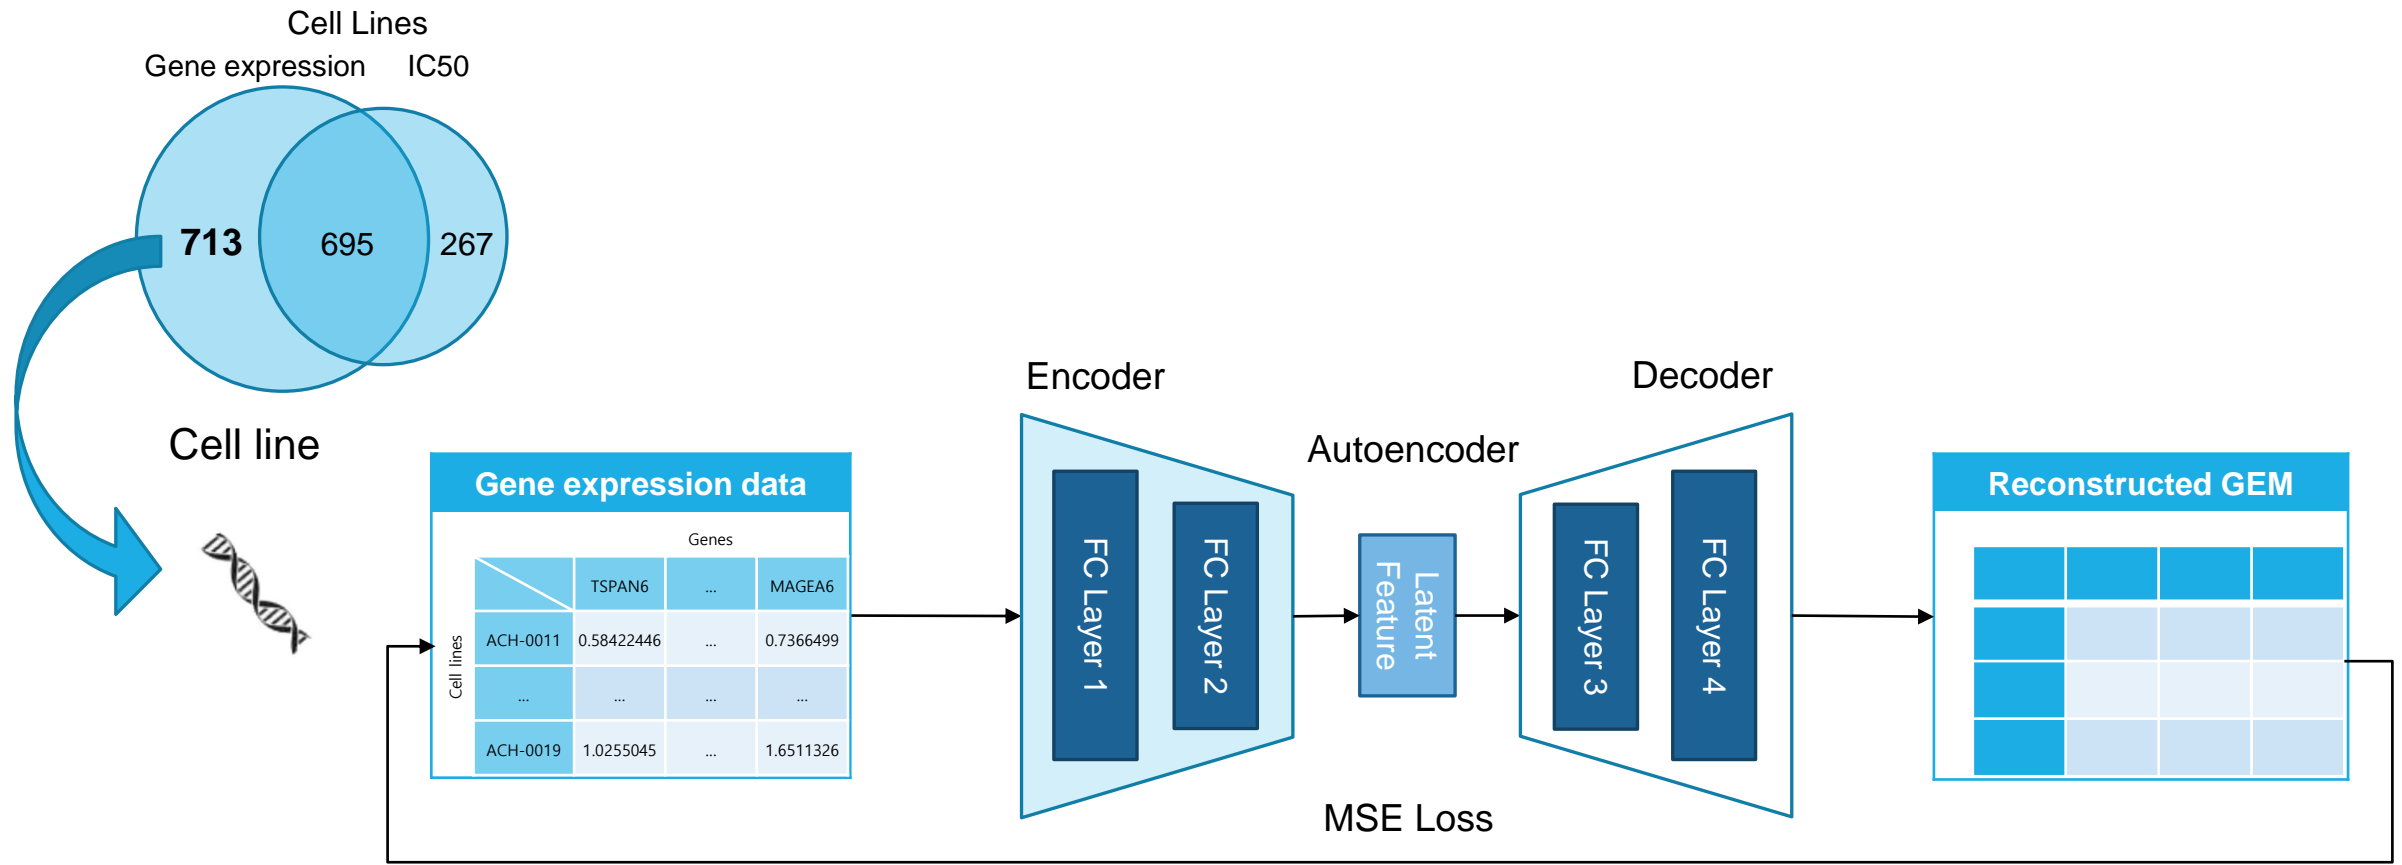 Cell Lines
Gene expression IC50
713 695 267
Cell line
Encoder
Decoder
Autoencoder
Gene expression data
Genes
Cell lines
TSPAN6 ... MAGEA6
ACH-0011 0.58422446 ... 0.7366499
... ... ... ...
ACH-0019 1.0255045 ... 1.6511326
FC Layer 1
FC Layer 2
Latent
Feature
FC Layer 3
FC Layer 4
Reconstructed GEM
MSE Loss